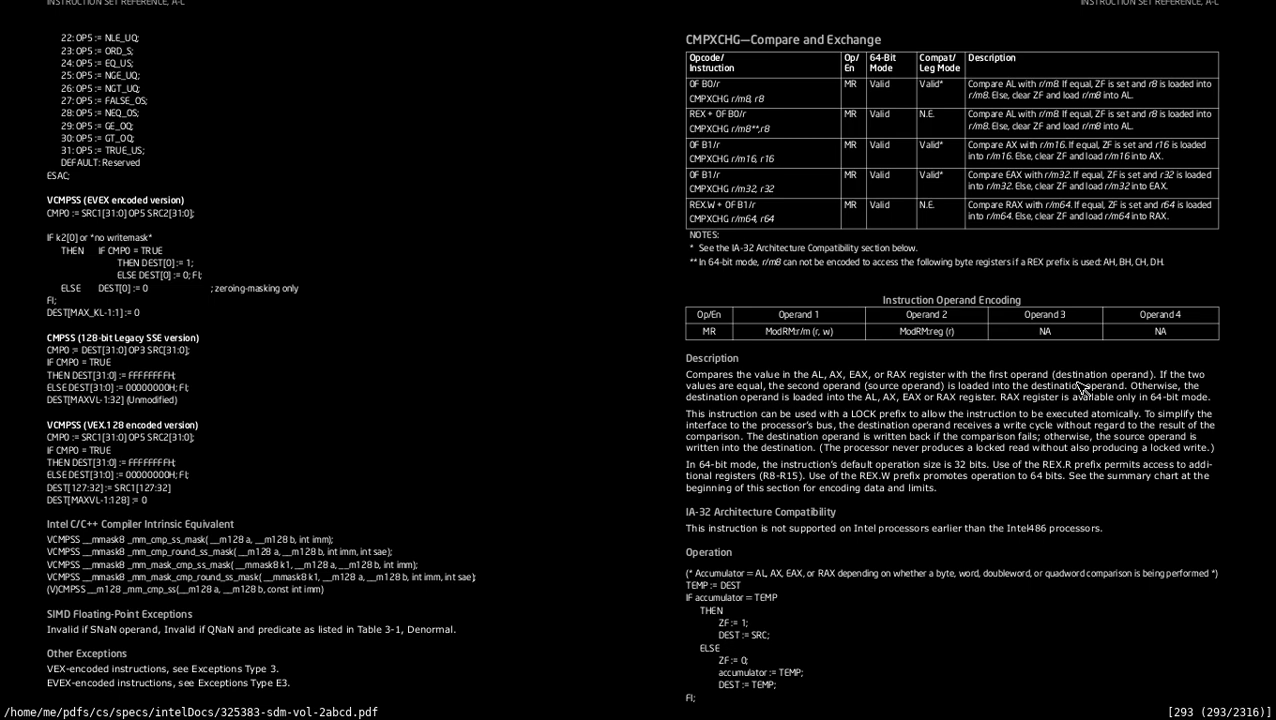 INSTRUCTION SET REFERENCE, A-L
22: OP5 := NLE_UQ;
23: OP5 := ORD_S;
24: OP5 := EQ_US;
25: OP5 := NGE_UQ;
26: OP5 := NGT_UQ;
27: OP5 := FALSE_OS;
28: OP5 := NEQ_OS;
29: OP5 := GE_OQ;
30: OP5 := GT_OQ;
31: OP5 := TRUE_US;
DEFAULT: Reserved
ESAC;
VCMPSS (EVEX encoded version)
CMP0 := SRC1[31:0] OP5 SRC2[31:0];
IF k2[0] or *no writemask*
THEN IF CMP0 = TRUE
THEN DEST[0] := 1;
ELSE DEST[0] := 0; FI;
ELSE DEST[0] := 0 ; zeroing-masking only
FI;
DEST[MAX_KL-1:1] := 0
CMPSS (128-bit Legacy SSE version)
CMP0 := DEST[31:0] OP3 SRC[31:0];
IF CMP0 = TRUE
THEN DEST[31:0] := FFFFFFFFH;
ELSE DEST[31:0] := 00000000H; FI;
DEST[MAXVL-1:32] (Unmodified)
VCMPSS (VEX.128 encoded version)
CMP0 := SRC1[31:0] OP5 SRC2[31:0];
IF CMP0 = TRUE
THEN DEST[31:0] := FFFFFFFFH;
ELSE DEST[31:0] := 00000000H; FI;
DEST[127:32] := SRC1[127:32]
DEST[MAXVL-1:128] := 0
Intel C/C++ Compiler Intrinsic Equivalent
VCMPSS __mmask8 _mm_cmp_ss_mask( __m128 a, __m128 b, int imm);
VCMPSS __mmask8 _mm_cmp_round_ss_mask( __m128 a, __m128 b, int imm, int sae);
VCMPSS __mmask8 _mm_mask_cmp_ss_mask( __mmask8 k1, __m128 a, __m128 b, int imm);
VCMPSS __mmask8 _mm_mask_cmp_round_ss_mask( __mmask8 k1, __m128 a, __m128 b, int imm, int sae);
(V)CMPSS __m128 _mm_cmp_ss(__m128 a, __m128 b, const int imm)
SIMD Floating-Point Exceptions
Invalid if SNaN operand, Invalid if QNaN and predicate as listed in Table 3-1, Denormal.
Other Exceptions
VEX-encoded instructions, see Exceptions Type 3.
EVEX-encoded instructions, see Exceptions Type E3.
INSTRUCTION SET REFERENCE, A-L
CMPXCHG—Compare and Exchange
Opcode/ Op/ 64-Bit Compat/ Description
Instruction En Mode Leg Mode
0F B0/r MR Valid Valid* Compare AL with r/m8. If equal, ZF is set and r8 is loaded into
CMPXCHG r/m8, r8 r/m8. Else, clear ZF and load r/m8 into AL.
REX + 0F B0/r MR Valid N.E. Compare AL with r/m8. If equal, ZF is set and r8 is loaded into
CMPXCHG r/m8**,r8 r/m8. Else, clear ZF and load r/m8 into AL.
0F B1/r MR Valid Valid* Compare AX with r/m16. If equal, ZF is set and r16 is loaded
CMPXCHG r/m16, r16 into r/m16. Else, clear ZF and load r/m16 into AX.
0F B1/r MR Valid Valid* Compare EAX with r/m32. If equal, ZF is set and r32 is loaded
CMPXCHG r/m32, r32 into r/m32. Else, clear ZF and load r/m32 into EAX.
REX.W + 0F B1/r MR Valid N.E. Compare RAX with r/m64. If equal, ZF is set and r64 is loaded
CMPXCHG r/m64, r64 into r/m64. Else, clear ZF and load r/m64 into RAX.
NOTES:
* See the IA-32 Architecture Compatibility section below.
** In 64-bit mode, r/m8 can not be encoded to access the following byte registers if a REX prefix is used: AH, BH, CH, DH.
Instruction Operand Encoding
Op/En Operand 1 Operand 2 Operand 3 Operand 4
MR ModRM:r/m (r, w) ModRM:reg (r) NA NA
Description
Compares the value in the AL, AX, EAX, or RAX register with the first operand (destination operand). If the two
values are equal, the second operand (source operand) is loaded into the destination operand. Otherwise, the
destination operand is loaded into the AL, AX, EAX or RAX register. RAX register is available only in 64-bit mode.
This instruction can be used with a LOCK prefix to allow the instruction to be executed atomically. To simplify the
interface to the processor's bus, the destination operand receives a write cycle without regard to the result of the
comparison. The destination operand is written back if the comparison fails; otherwise, the source operand is
written into the destination. (The processor never produces a locked read without also producing a locked write.)
In 64-bit mode, the instruction's default operation size is 32 bits. Use of the REX.R prefix permits access to addi-
tional registers (R8-R15). Use of the REX.W prefix promotes operation to 64 bits. See the summary chart at the
beginning of this section for encoding data and limits.
IA-32 Architecture Compatibility
This instruction is not supported on Intel processors earlier than the Intel486 processors.
Operation
(* Accumulator = AL, AX, EAX, or RAX depending on whether a byte, word, doubleword, or quadword comparison is being performed *)
TEMP := DEST
IF accumulator = TEMP
THEN
ZF := 1;
DEST := SRC;
ELSE
ZF := 0;
accumulator := TEMP;
DEST := TEMP;
FI;
/home/me/pdfs/cs/specs/intelDocs/325383-sdm-vol-2abcd.pdf [293 (293/2316)]